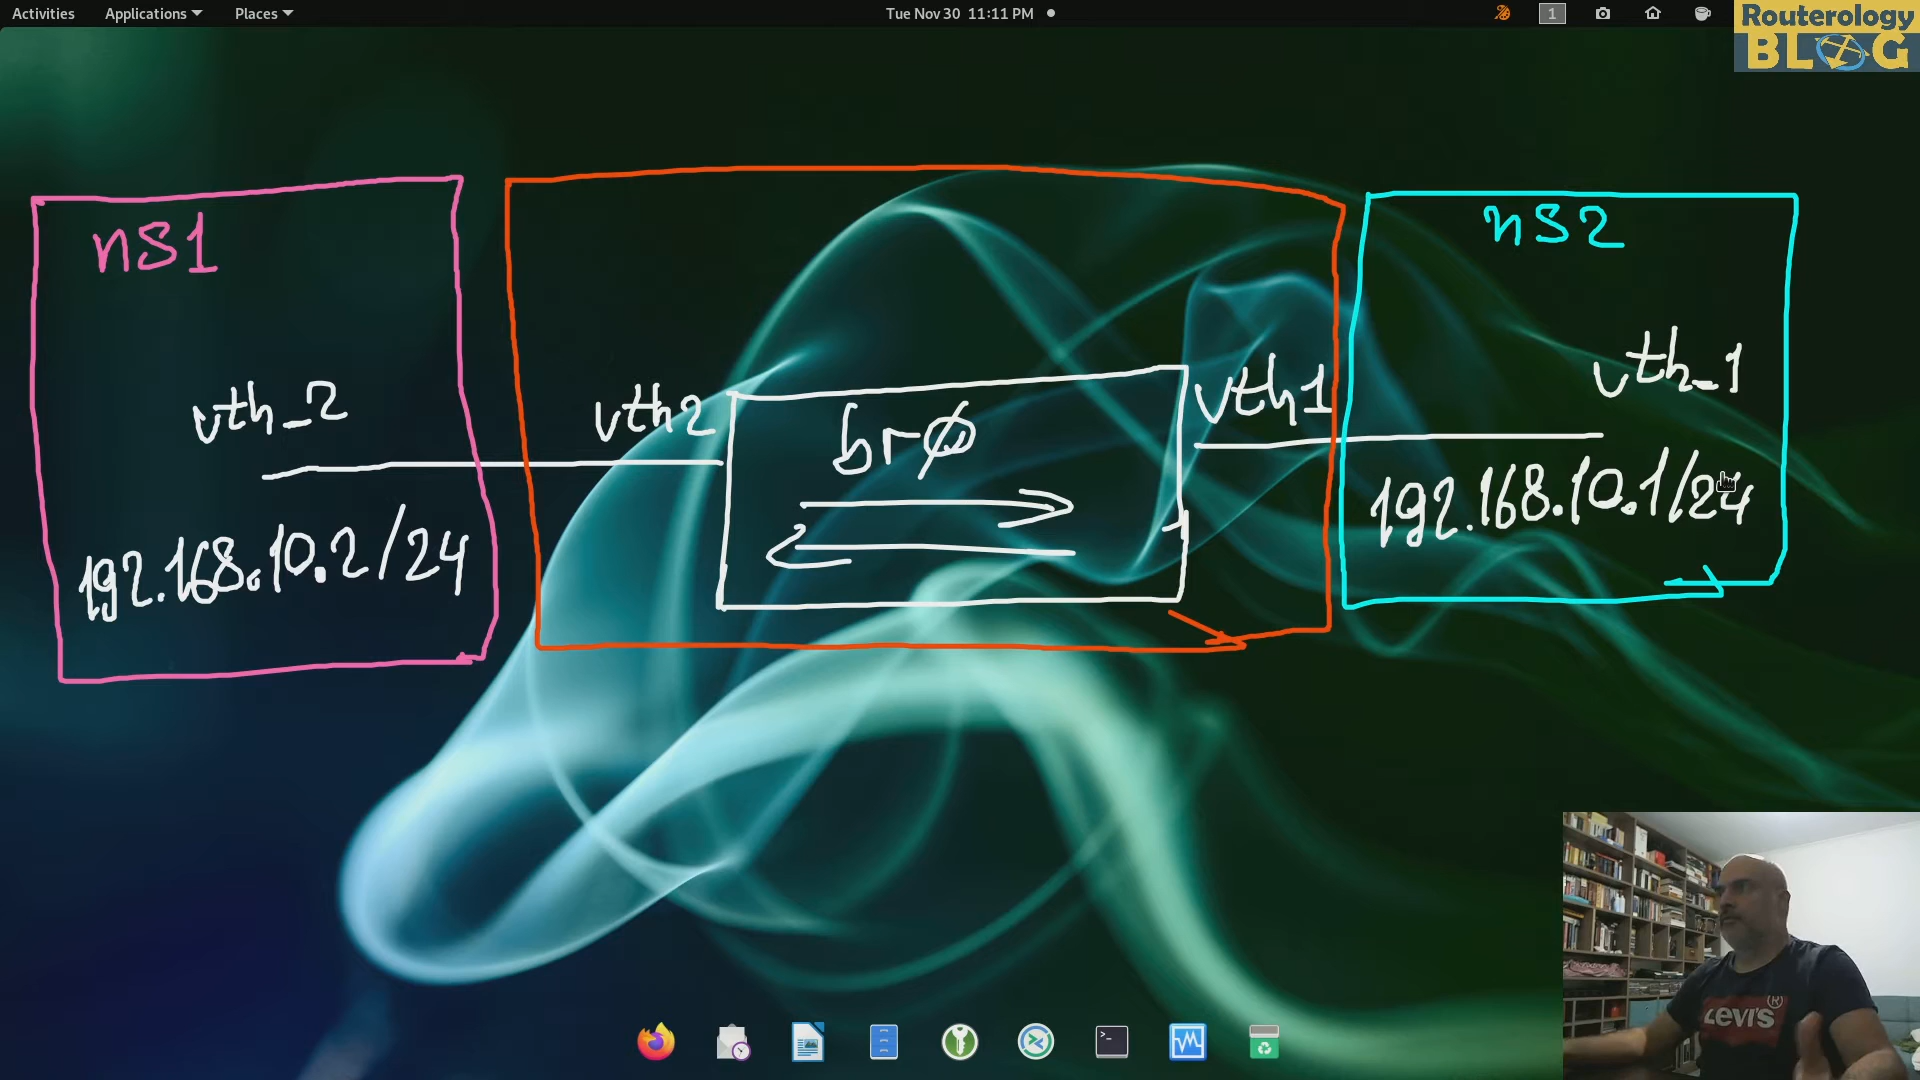 Activities Applications Places Tue Nov 30 11:11 PM 1
Routerology
BLOG
ns1
ns2
vth_2
vth2
brø
vth1
vth_1
192.168.10.2/24
192.168.10.1/24
LEVI'S®